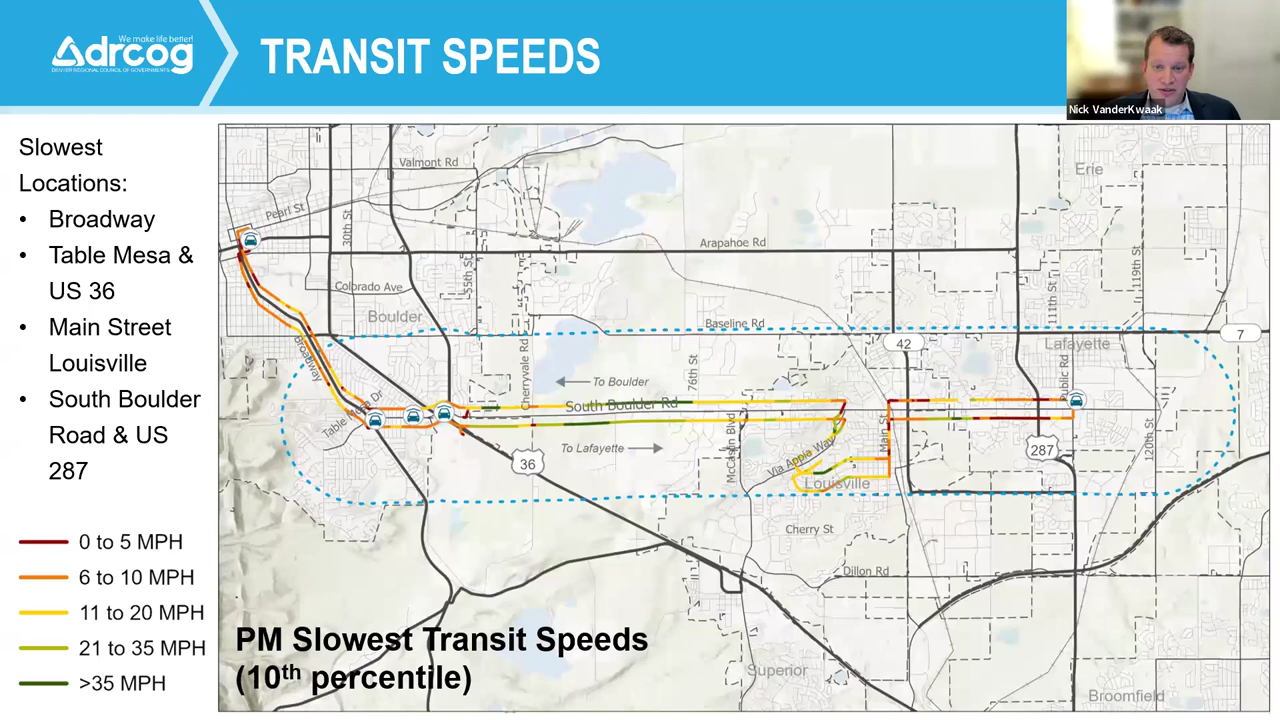 We make life better!
drcog
DENVER REGIONAL COUNCIL OF GOVERNMENTS
TRANSIT SPEEDS
Nick VanderKwaak
Slowest
Locations:
• Broadway
• Table Mesa &
US 36
• Main Street
Louisville
• South Boulder
Road & US
287
0 to 5 MPH
6 to 10 MPH
11 to 20 MPH
21 to 35 MPH
>35 MPH
Valmont Rd
Erie
Pearl St
30th St
Arapahoe Rd
55th St
119th St
111th St
Colorado Ave
Boulder
Baseline Rd
7
42
Lafayette
Broadway
Cherryvale Rd
76th St
Public Rd
To Boulder
South Boulder Rd
Table Mesa Dr
To Lafayette
McCaslin Blvd
Via Appia Way
Main St
120th St
36
287
Louisville
Cherry St
Dillon Rd
PM Slowest Transit Speeds
(10th percentile)
Superior
Broomfield